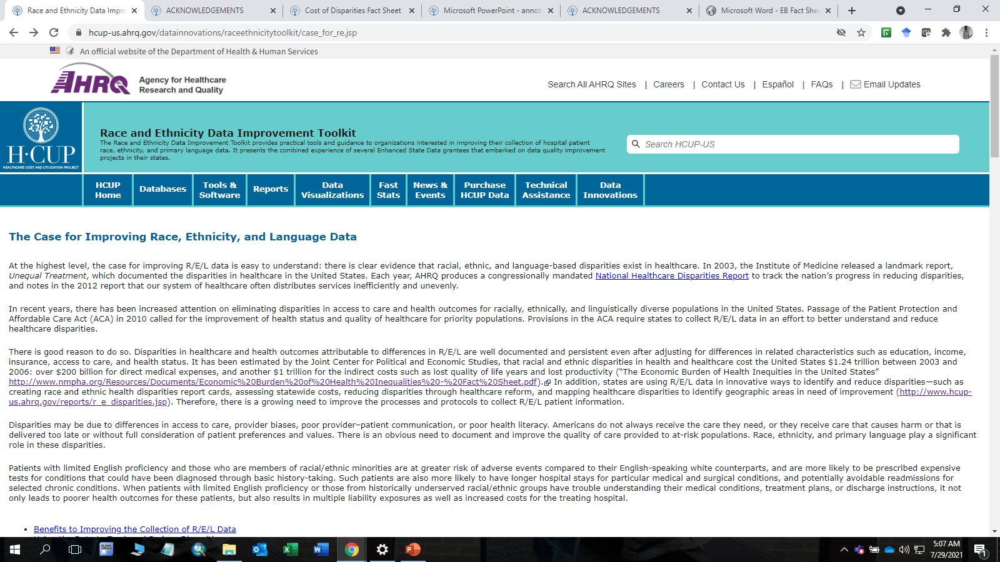 Race and Ethnicity Data Impro
ACKNOWLEDGEMENTS
Cost of Disparities Fact Sheet
Microsoft PowerPoint - annota
ACKNOWLEDGEMENTS
Microsoft Word - EB Fact Shee
hcup-us.ahrq.gov/datainnovations/raceethnicitytoolkit/case_for_re.jsp
An official website of the Department of Health & Human Services
AHRQ
Agency for Healthcare
Research and Quality
Search All AHRQ Sites | Careers | Contact Us | Español | FAQs | Email Updates
H·CUP
HEALTHCARE COST AND UTILIZATION PROJECT
Race and Ethnicity Data Improvement Toolkit
The Race and Ethnicity Data Improvement Toolkit provides practical tools and guidance to organizations interested in improving their collection of hospital patient
race, ethnicity, and primary language data. It presents the combined experience of several Enhanced State Data grantees that embarked on data quality improvement
projects in their states.
Search HCUP-US
HCUP
Home
Databases
Tools &
Software
Reports
Data
Visualizations
Fast
Stats
News &
Events
Purchase
HCUP Data
Technical
Assistance
Data
Innovations
The Case for Improving Race, Ethnicity, and Language Data
At the highest level, the case for improving R/E/L data is easy to understand: there is clear evidence that racial, ethnic, and language-based disparities exist in healthcare. In 2003, the Institute of Medicine released a landmark report,
Unequal Treatment, which documented the disparities in healthcare in the United States. Each year, AHRQ produces a congressionally mandated National Healthcare Disparities Report to track the nation's progress in reducing disparities,
and notes in the 2012 report that our system of healthcare often distributes services inefficiently and unevenly.
In recent years, there has been increased attention on eliminating disparities in access to care and health outcomes for racially, ethnically, and linguistically diverse populations in the United States. Passage of the Patient Protection and
Affordable Care Act (ACA) in 2010 called for the improvement of health status and quality of healthcare for priority populations. Provisions in the ACA require states to collect R/E/L data in an effort to better understand and reduce
healthcare disparities.
There is good reason to do so. Disparities in healthcare and health outcomes attributable to differences in R/E/L are well documented and persistent even after adjusting for differences in related characteristics such as education, income,
insurance, access to care, and health status. It has been estimated by the Joint Center for Political and Economic Studies, that racial and ethnic disparities in health and healthcare cost the United States $1.24 trillion between 2003 and
2006: over $200 billion for direct medical expenses, and another $1 trillion for the indirect costs such as lost quality of life years and lost productivity ("The Economic Burden of Health Inequities in the United States"
http://www.nmpha.org/Resources/Documents/Economic%20Burden%20of%20Health%20Inequalities%20-%20Fact%20Sheet.pdf). In addition, states are using R/E/L data in innovative ways to identify and reduce disparities—such as
creating race and ethnic health disparities report cards, assessing statewide costs, reducing disparities through healthcare reform, and mapping healthcare disparities to identify geographic areas in need of improvement (http://www.hcup-
us.ahrq.gov/reports/r_e_disparities.jsp). Therefore, there is a growing need to improve the processes and protocols to collect R/E/L patient information.
Disparities may be due to differences in access to care, provider biases, poor provider–patient communication, or poor health literacy. Americans do not always receive the care they need, or they receive care that causes harm or that is
delivered too late or without full consideration of patient preferences and values. There is an obvious need to document and improve the quality of care provided to at-risk populations. Race, ethnicity, and primary language play a significant
role in these disparities.
Patients with limited English proficiency and those who are members of racial/ethnic minorities are at greater risk of adverse events compared to their English-speaking white counterparts, and are more likely to be prescribed expensive
tests for conditions that could have been diagnosed through basic history-taking. Such patients are also more likely to have longer hospital stays for particular medical and surgical conditions, and potentially avoidable readmissions for
selected chronic conditions. When patients with limited English proficiency or those from historically underserved racial/ethnic groups have trouble understanding their medical conditions, treatment plans, or discharge instructions, it not
only leads to poorer health outcomes for these patients, but also results in multiple liability exposures as well as increased costs for the treating hospital.
• Benefits to Improving the Collection of R/E/L Data
sas
5:07 AM
7/29/2021
1